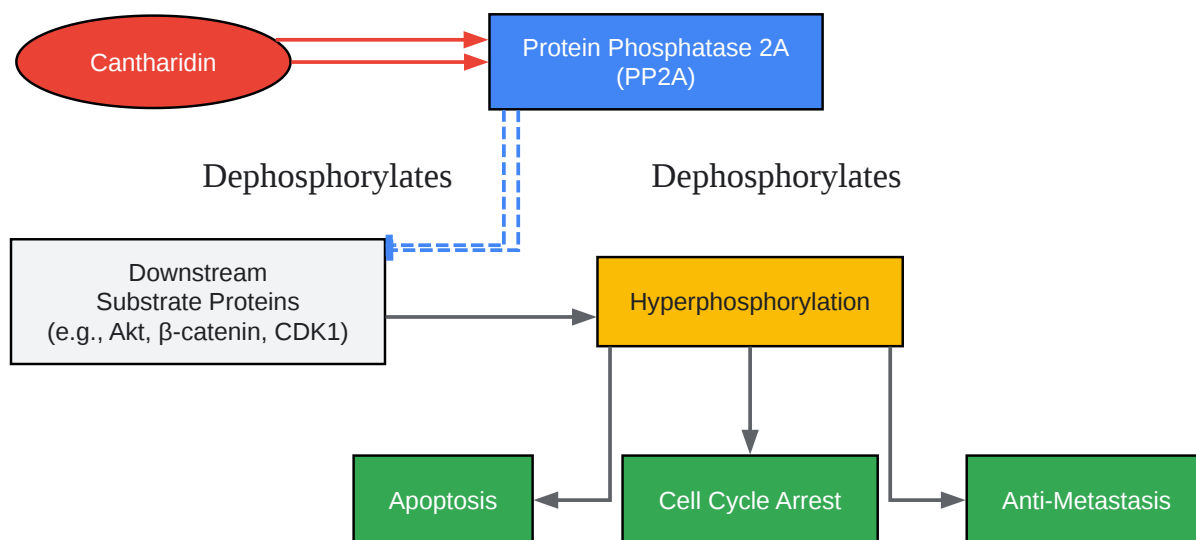 Cantharidin
Protein Phosphatase 2A
(PP2A)
Dephosphorylates
Dephosphorylates
Downstream
Substrate Proteins
(e.g., Akt, β-catenin, CDK1)
Hyperphosphorylation
Apoptosis
Cell Cycle Arrest
Anti-Metastasis